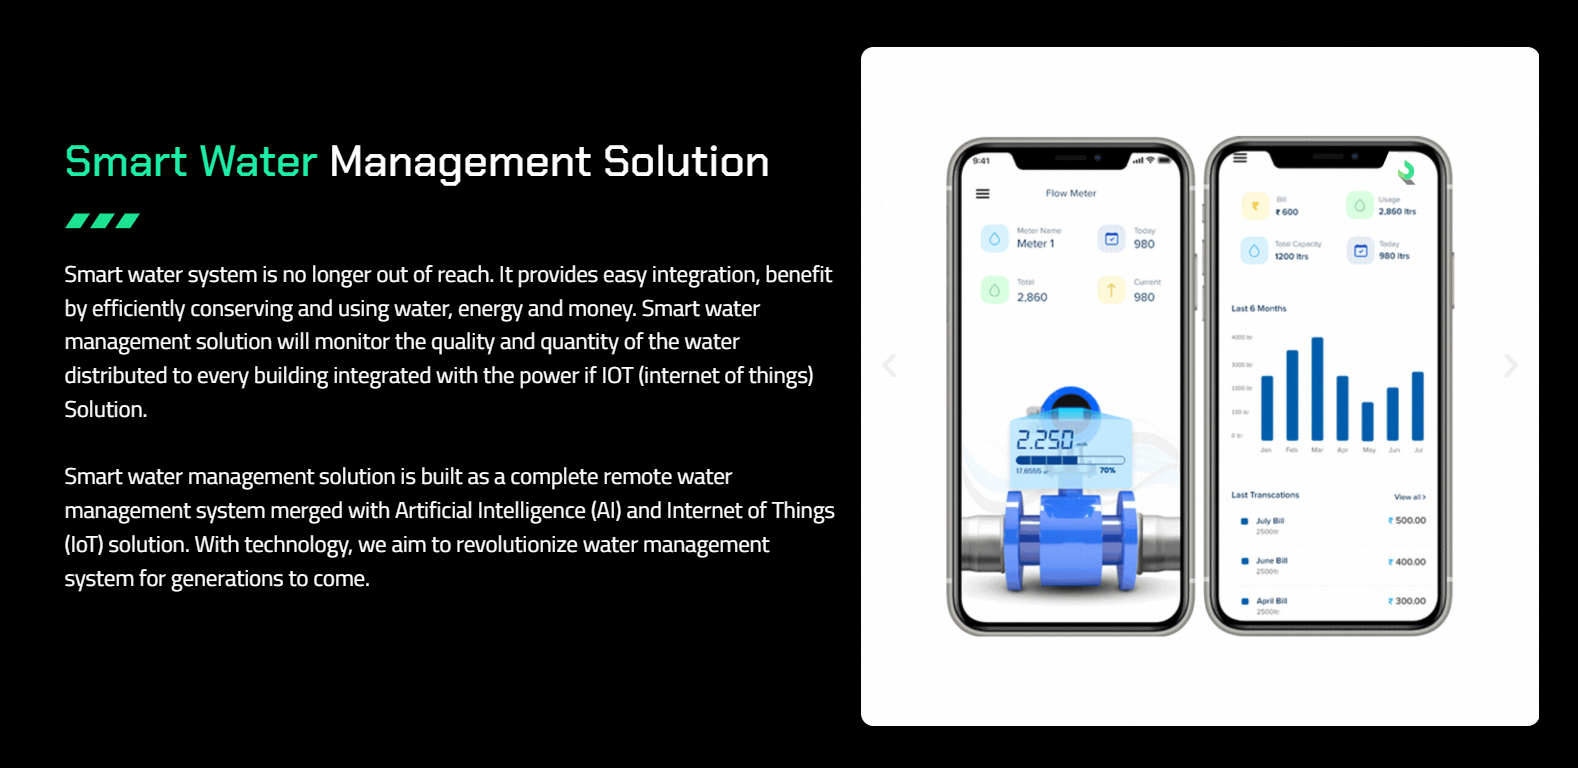 Smart Water Management Solution
Smart water system is no longer out of reach. It provides easy integration, benefit
by efficiently conserving and using water, energy and money. Smart water
management solution will monitor the quality and quantity of the water
distributed to every building integrated with the power if IOT (internet of things)
Solution.
Smart water management solution is built as a complete remote water
management system merged with Artificial Intelligence (AI) and Internet of Things
(IoT) solution. With technology, we aim to revolutionize water management
system for generations to come.
9:41
Flow Meter
Meter Name
Meter 1
Today
980
Total
2,860
Current
980
2.250
17.6555
70%
Bill
₹ 600
Usage
2,860 ltrs
Total Capacity
1200 ltrs
Today
980 ltrs
Last 6 Months
4000 ltr
3000 ltr
1000 ltr
100 ltr
0 ltr
Jan Feb Mar Apr May Jun Jul
Last Transcations View all >
July Bill ₹ 500.00
2500ltr
June Bill ₹ 400.00
2500ltr
April Bill ₹ 300.00
2500ltr